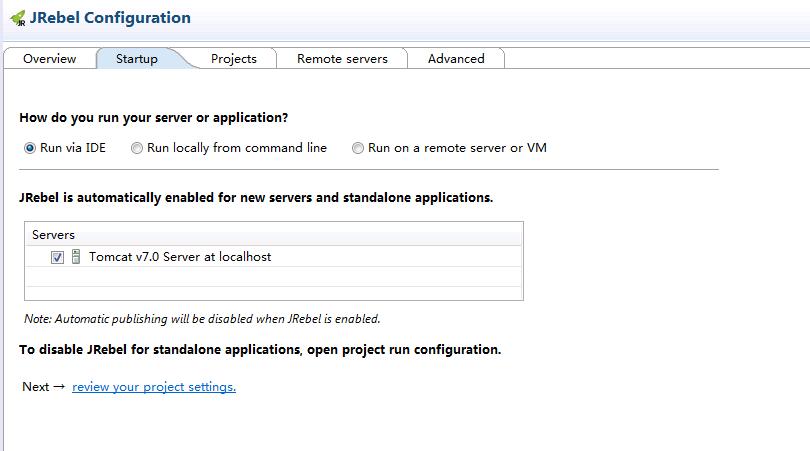 JRebel Configuration
Overview Startup Projects Remote servers Advanced
How do you run your server or application?
Run via IDE Run locally from command line Run on a remote server or VM
JRebel is automatically enabled for new servers and standalone applications.
Servers
Tomcat v7.0 Server at localhost
Note: Automatic publishing will be disabled when JRebel is enabled.
To disable JRebel for standalone applications, open project run configuration.
Next → review your project settings.